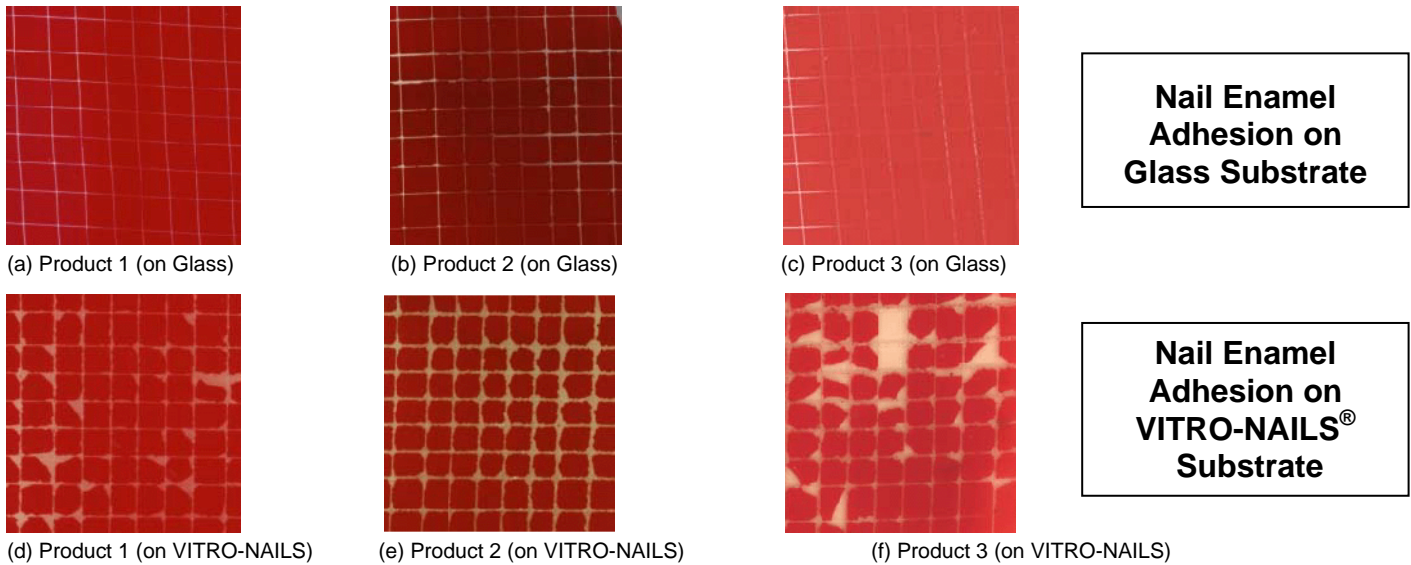 Nail Enamel
Adhesion on
Glass Substrate
(a) Product 1 (on Glass)
(b) Product 2 (on Glass)
(c) Product 3 (on Glass)
Nail Enamel
Adhesion on
VITRO-NAILS®
Substrate
(d) Product 1 (on VITRO-NAILS)
(e) Product 2 (on VITRO-NAILS)
(f) Product 3 (on VITRO-NAILS)